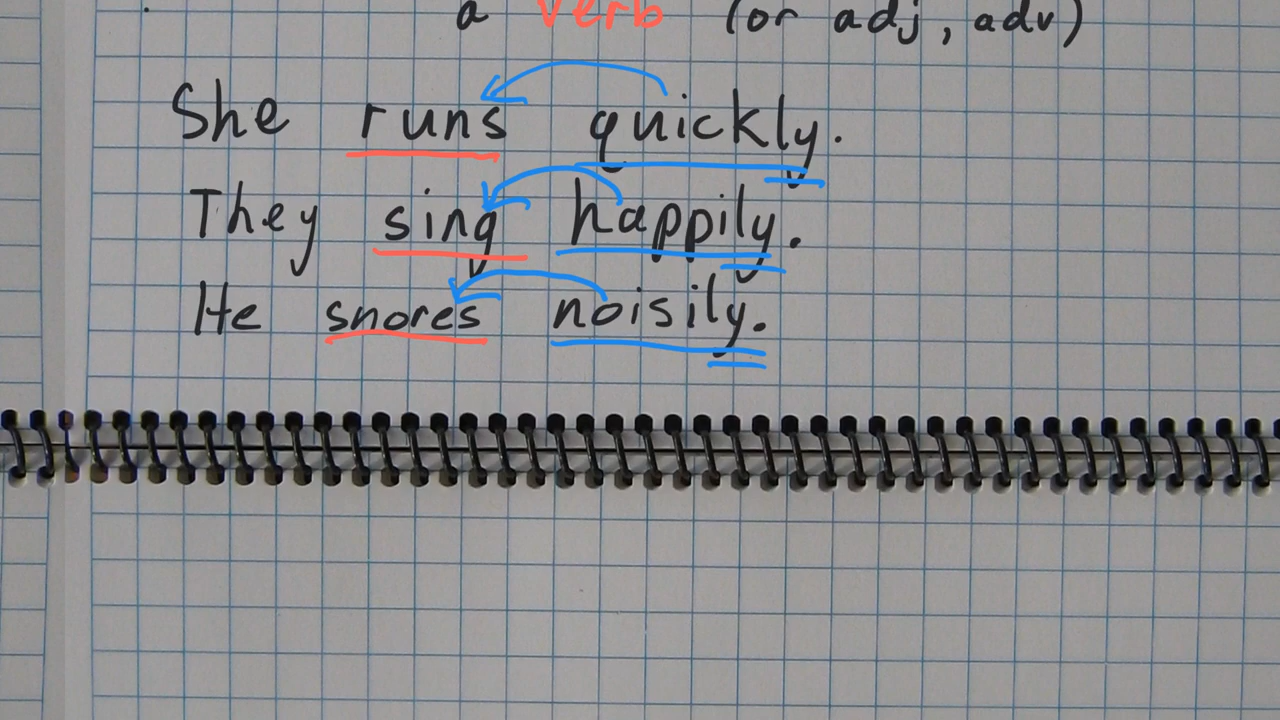 a verb (or adj, adv)
She runs quickly.
They sing happily.
He snores noisily.